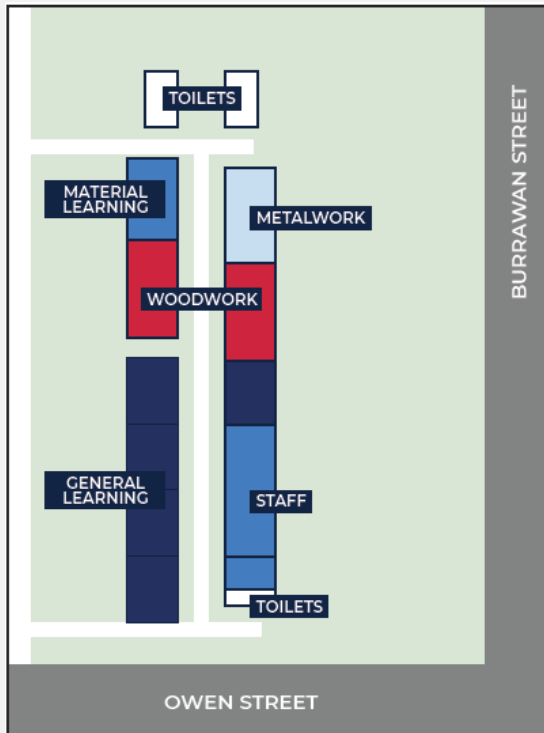 TOILETS
MATERIAL
LEARNING
METALWORK
WOODWORK
GENERAL
LEARNING
STAFF
TOILETS
BURRAWAN STREET
OWEN STREET